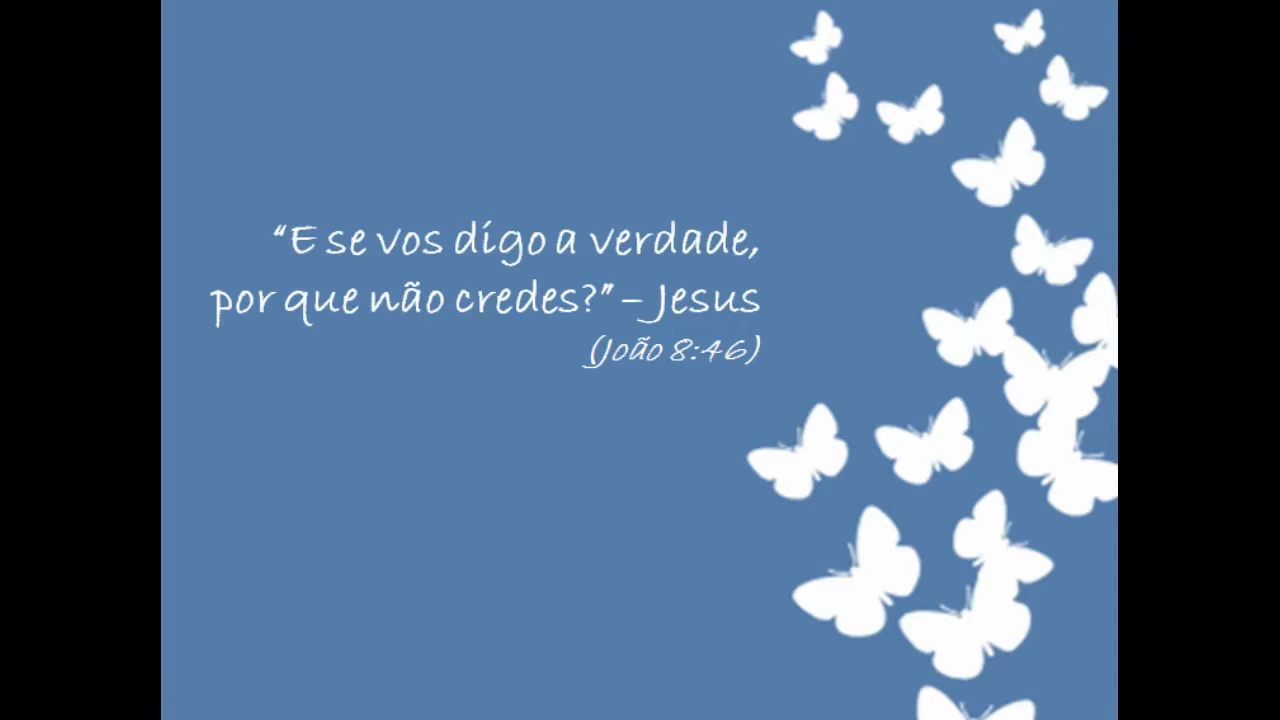 “E se vos digo a verdade,
por que não credes?” – Jesus
(João 8:46)